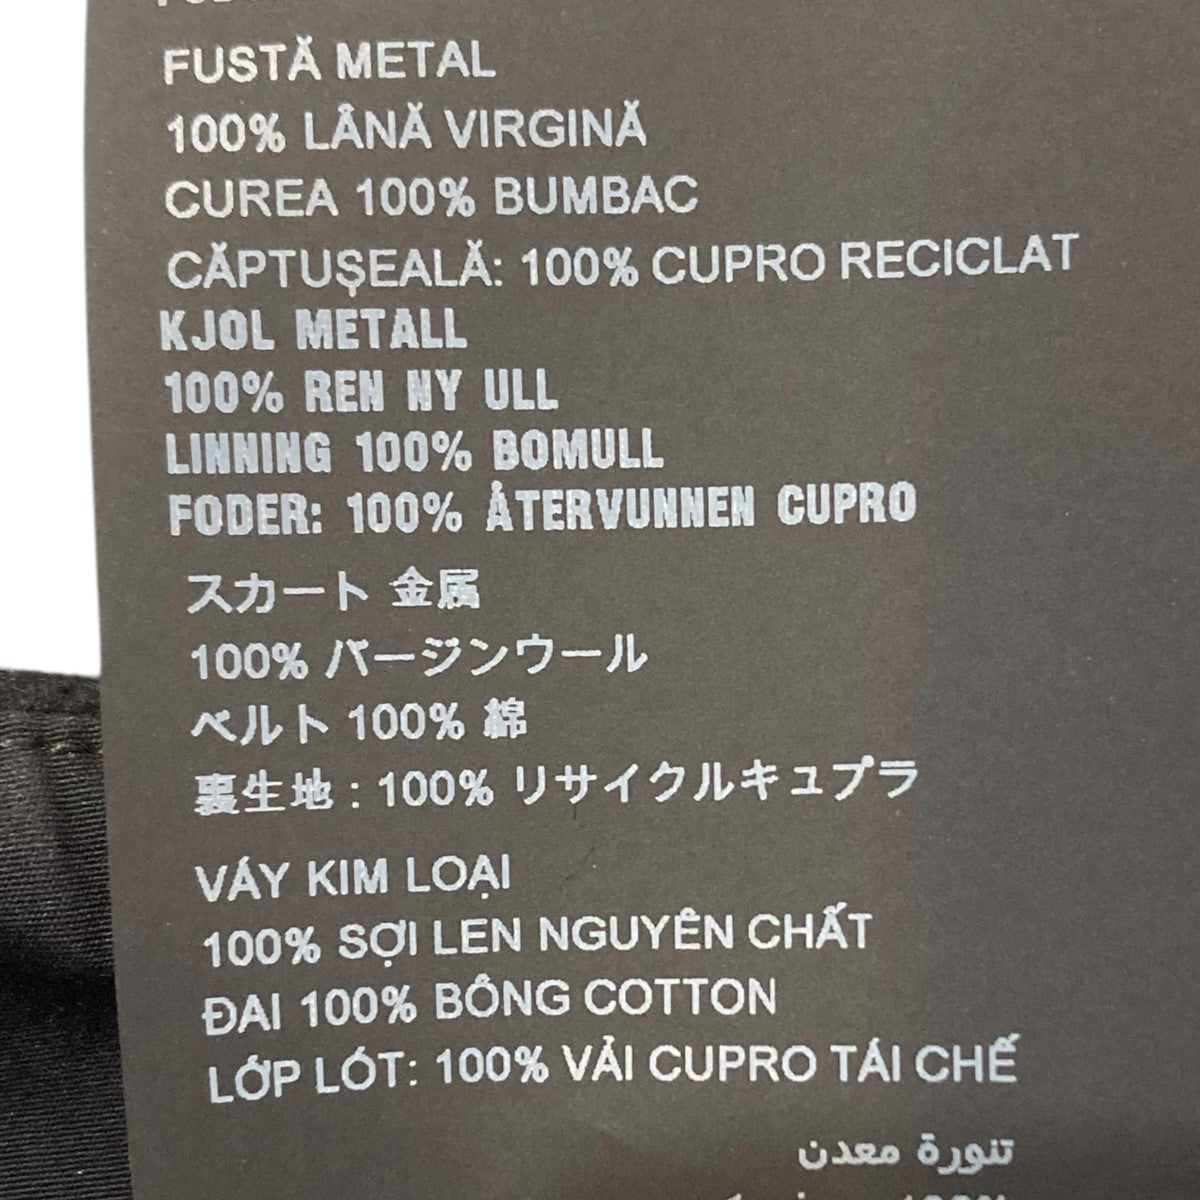 FUSTĂ METAL
100% LÂNĂ VIRGINĂ
CUREA 100% BUMBAC
CĂPTUȘEALĂ: 100% CUPRO RECICLAT
KJOL METALL
100% REN NY ULL
LINNING 100% BOMULL
FODER: 100% ÅTERVUNNEN CUPRO
スカート 金属
100% バージンウール
ベルト 100% 綿
裏生地 : 100% リサイクルキュプラ
VÁY KIM LOẠI
100% SỢI LEN NGUYÊN CHẤT
ĐAI 100% BÔNG COTTON
LỚP LÓT: 100% VẢI CUPRO TÁI CHẾ
تنورة معدن